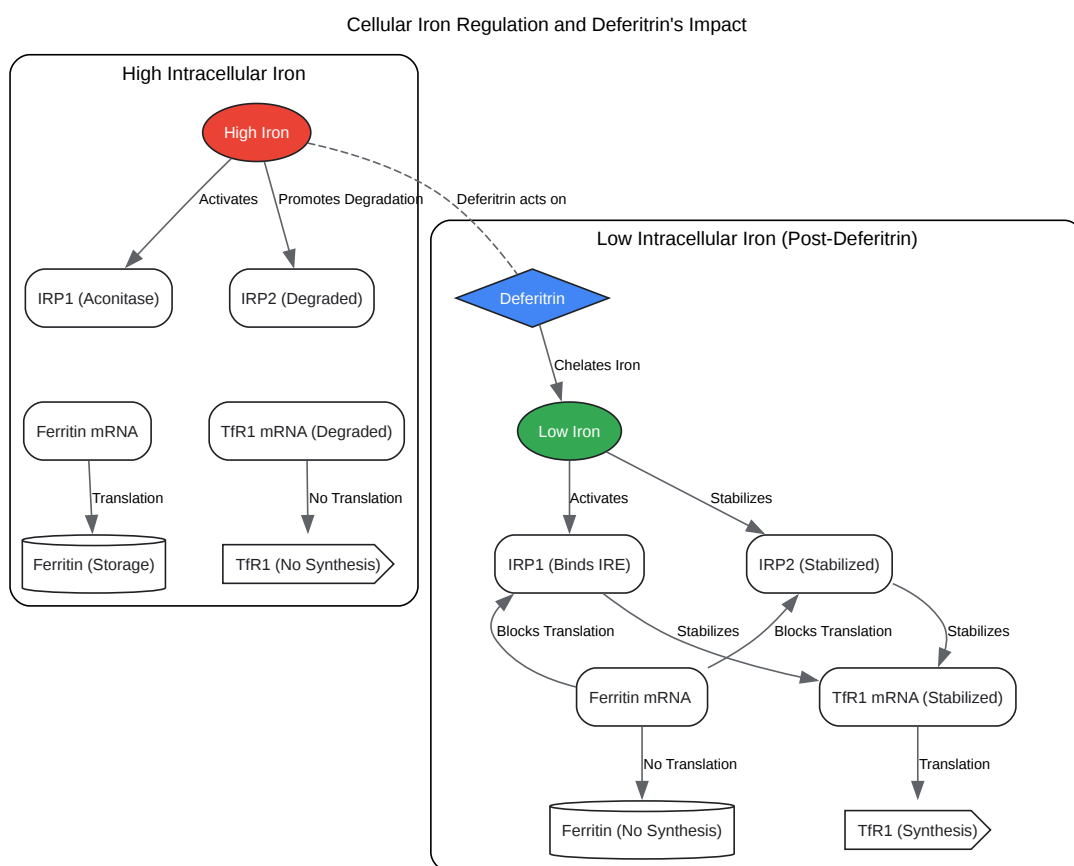 Cellular Iron Regulation and Deferitrin's Impact
High Intracellular Iron
High Iron
Activates
Promotes Degradation
Deferitrin acts on
IRP1 (Aconitase)
IRP2 (Degraded)
Ferritin mRNA
TfR1 mRNA (Degraded)
Translation
No Translation
Ferritin (Storage)
TfR1 (No Synthesis)
Low Intracellular Iron (Post-Deferitrin)
Deferitrin
Chelates Iron
Low Iron
Activates
Stabilizes
IRP1 (Binds IRE)
IRP2 (Stabilized)
Blocks Translation
Stabilizes
Blocks Translation
Stabilizes
Ferritin mRNA
TfR1 mRNA (Stabilized)
No Translation
Translation
Ferritin (No Synthesis)
TfR1 (Synthesis)